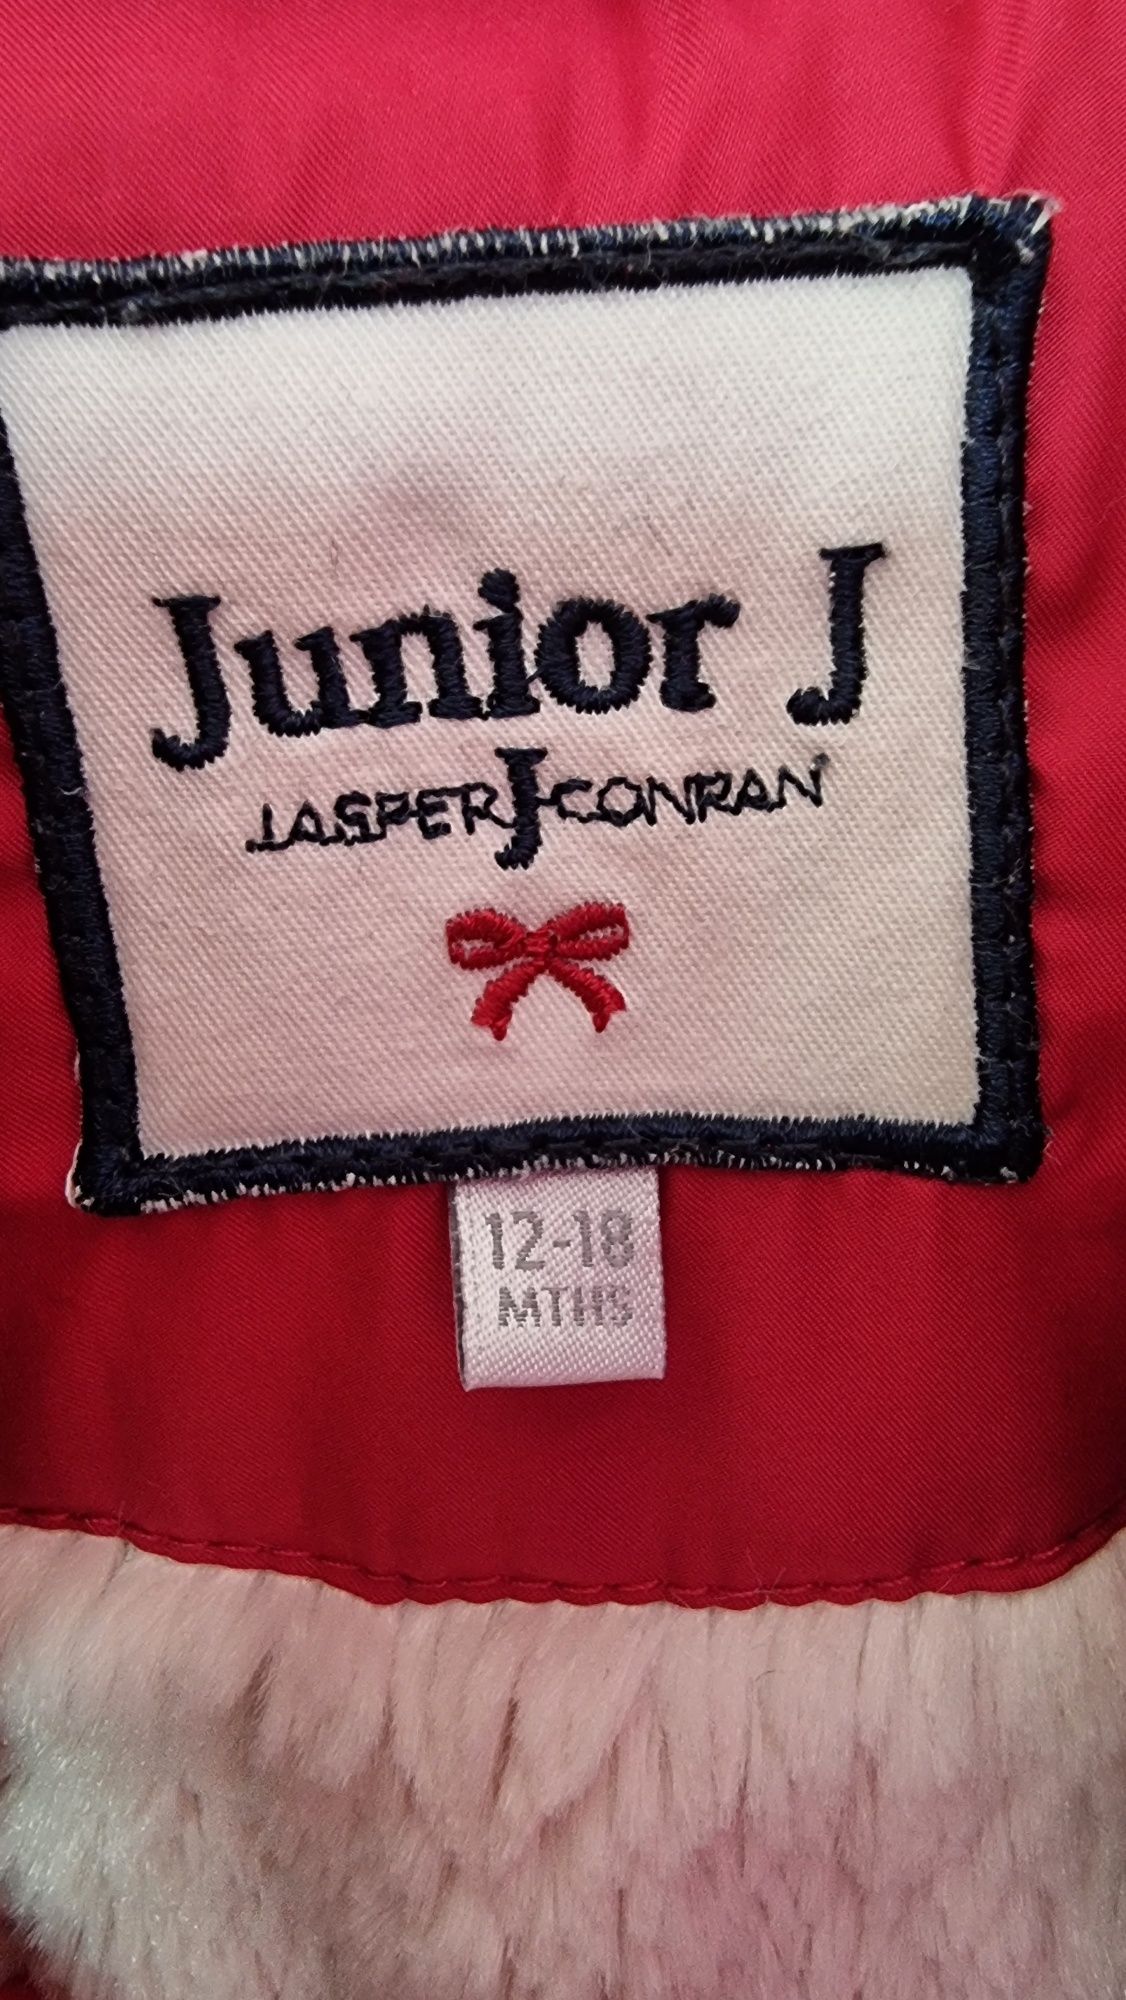 Junior J
JASPER J CONRAN
12-18
MTHS